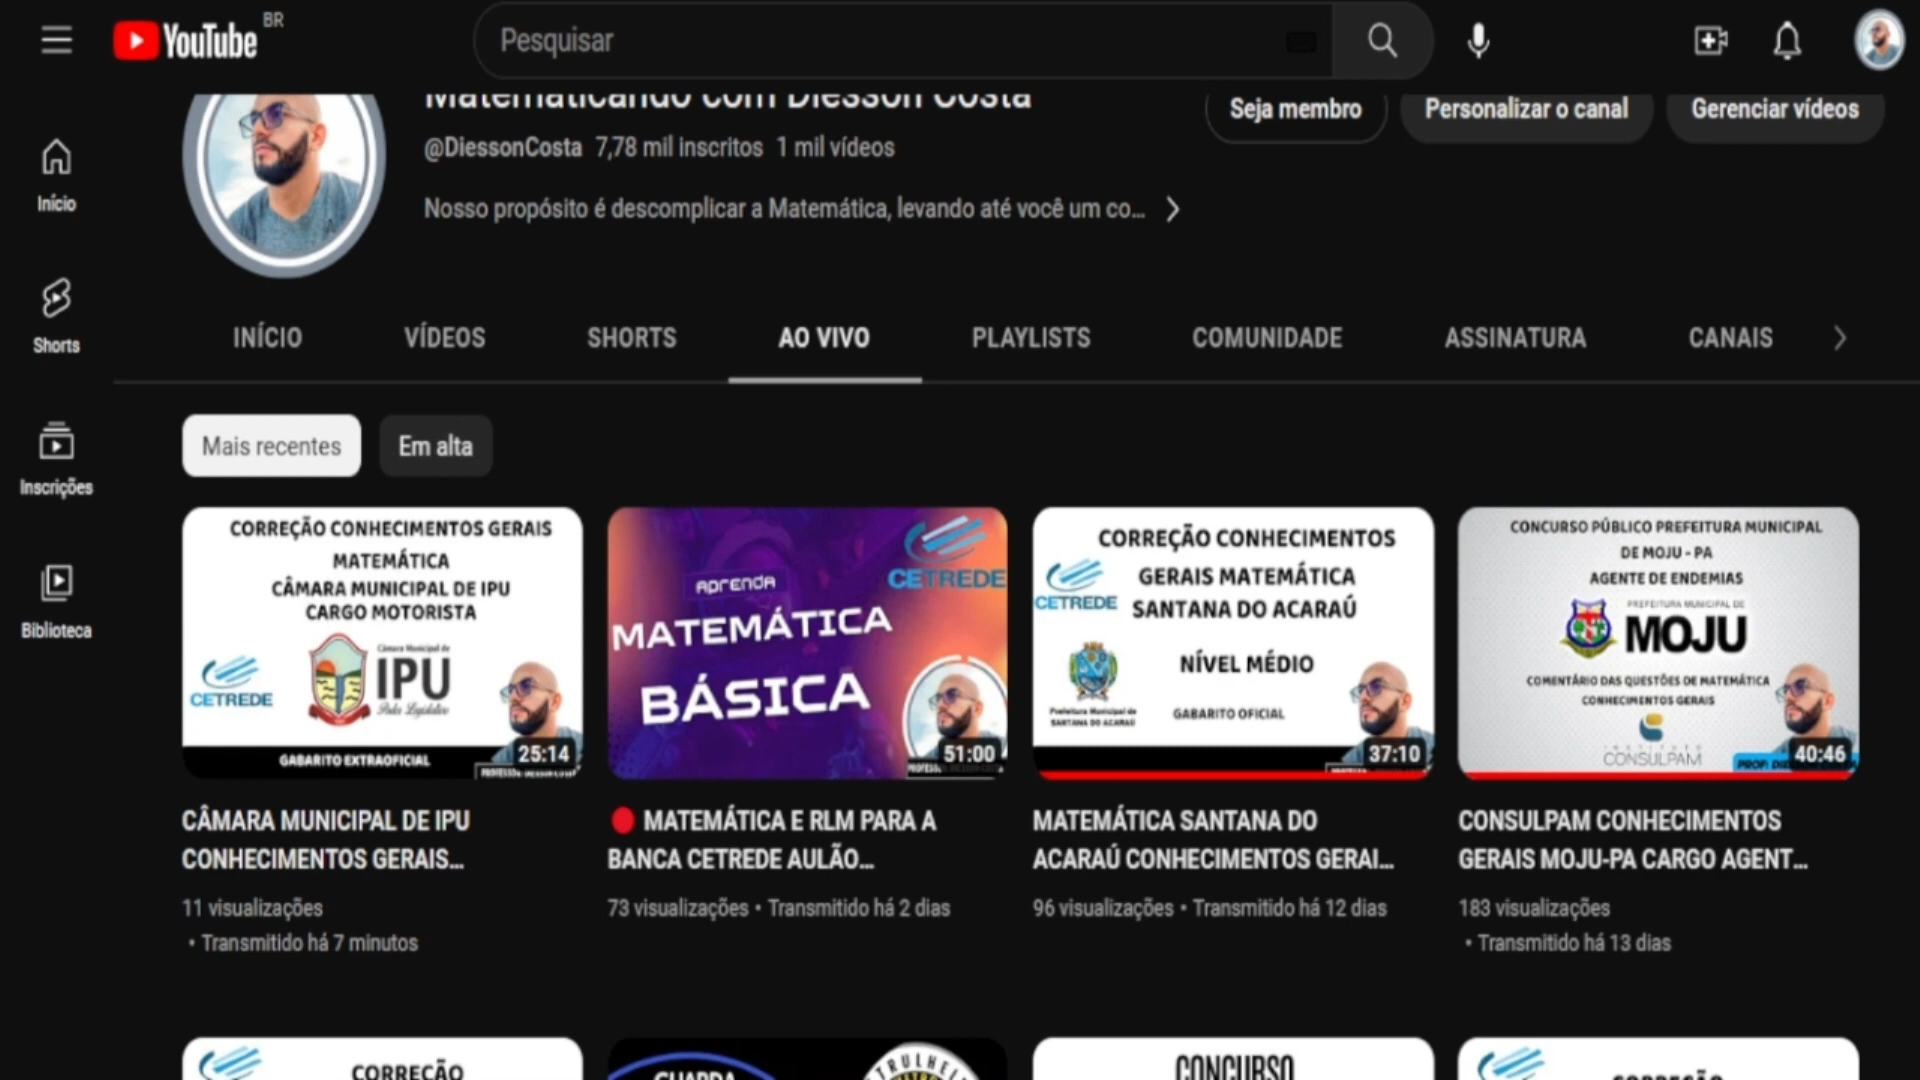 YouTube BR
Pesquisar
Matematicando com Diesson Costa
@DiessonCosta 7,78 mil inscritos 1 mil vídeos
Nosso propósito é descomplicar a Matemática, levando até você um co...
Seja membro
Personalizar o canal
Gerenciar vídeos
Início
Shorts
Inscrições
Biblioteca
INÍCIO
VÍDEOS
SHORTS
AO VIVO
PLAYLISTS
COMUNIDADE
ASSINATURA
CANAIS
Mais recentes
Em alta
CORREÇÃO CONHECIMENTOS GERAIS
MATEMÁTICA
CÂMARA MUNICIPAL DE IPU
CARGO MOTORISTA
CETREDE
Câmara Municipal de
IPU
Poder Legislativo
GABARITO EXTRAOFICIAL
25:14
CÂMARA MUNICIPAL DE IPU
CONHECIMENTOS GERAIS...
11 visualizações
• Transmitido há 7 minutos
CETREDE
APRENDA
MATEMÁTICA
BÁSICA
51:00
MATEMÁTICA E RLM PARA A
BANCA CETREDE AULÃO...
73 visualizações • Transmitido há 2 dias
CORREÇÃO CONHECIMENTOS
GERAIS MATEMÁTICA
SANTANA DO ACARAÚ
CETREDE
NÍVEL MÉDIO
Prefeitura Municipal de
SANTANA DO ACARAÚ
GABARITO OFICIAL
37:10
MATEMÁTICA SANTANA DO
ACARAÚ CONHECIMENTOS GERAI...
96 visualizações • Transmitido há 12 dias
CONCURSO PÚBLICO PREFEITURA MUNICIPAL
DE MOJU - PA
AGENTE DE ENDEMIAS
PREFEITURA MUNICIPAL DE
MOJU
COMENTÁRIO DAS QUESTÕES DE MATEMÁTICA
CONHECIMENTOS GERAIS
CONSULPAM
PROF:
40:46
CONSULPAM CONHECIMENTOS
GERAIS MOJU-PA CARGO AGENT...
183 visualizações
• Transmitido há 13 dias
CORREÇÃO
GUARDA
CONCURSO
CORREÇÃO